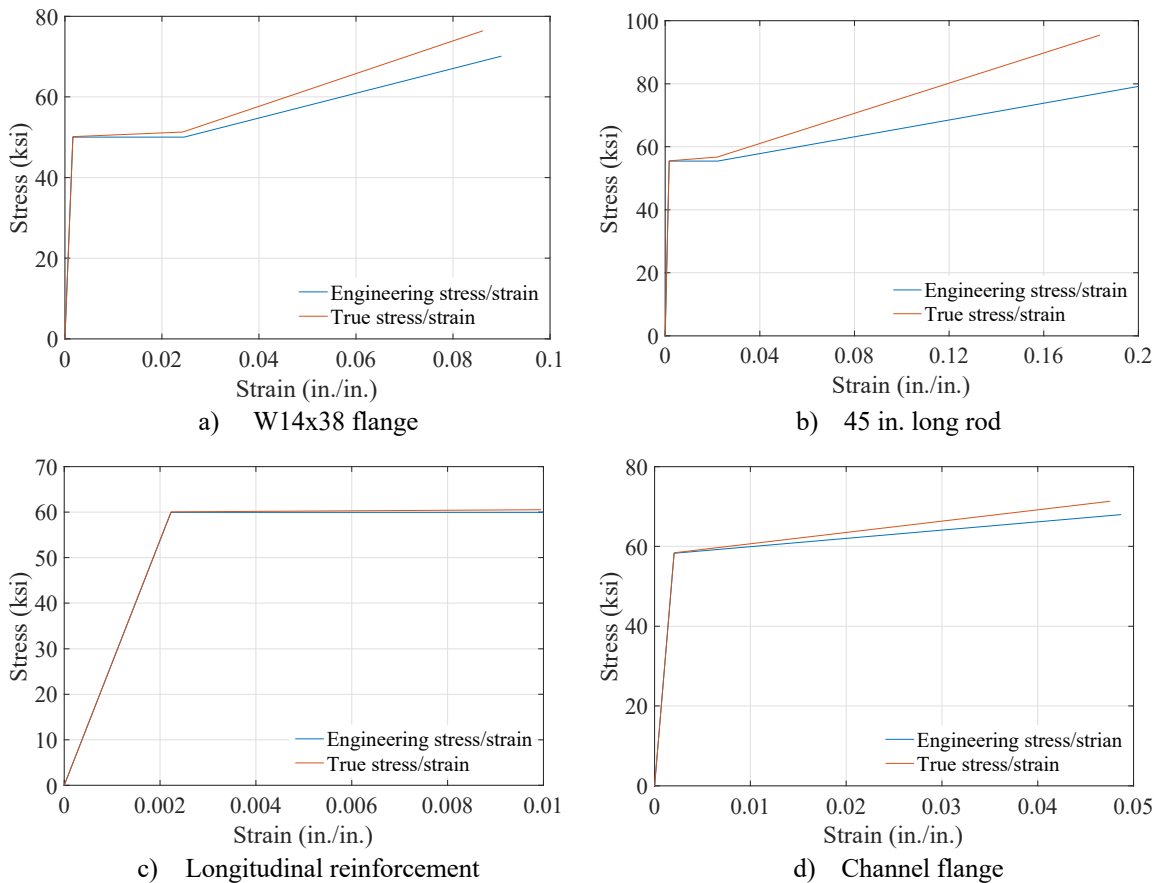 80
60
40
20
0
Stress (ksi)
Engineering stress/strain
True stress/strain
0 0.02 0.04 0.06 0.08 0.1
Strain (in./in.)
a) W14x38 flange
100
80
60
40
20
0
Stress (ksi)
Engineering stress/strain
True stress/strain
0 0.04 0.08 0.12 0.16 0.2
Strain (in./in.)
b) 45 in. long rod
70
60
50
40
30
20
10
0
Stress (ksi)
Engineering stress/strain
True stress/strain
0 0.002 0.004 0.006 0.008 0.01
Strain (in./in.)
c) Longitudinal reinforcement
80
60
40
20
0
Stress (ksi)
Engineering stress/strian
True stress/strain
0 0.01 0.02 0.03 0.04 0.05
Strain (in./in.)
d) Channel flange